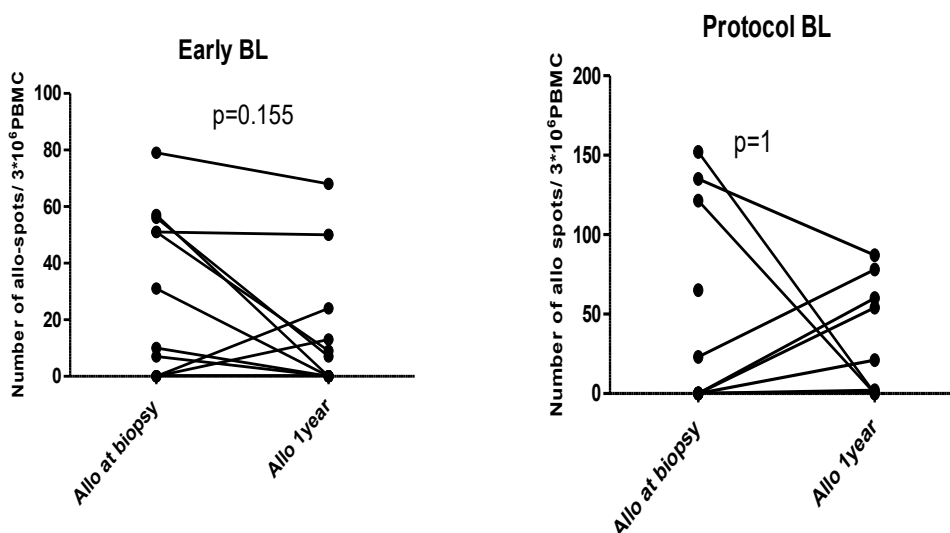 Early BL
Number of allo-spots/ 3*10⁶PBMC
100
80
60
40
20
0
p=0.155
Allo at biopsy
Allo 1year
Protocol BL
Number of allo spots/ 3*10⁶PBMC
200
150
100
50
0
p=1
Allo at biopsy
Allo 1year